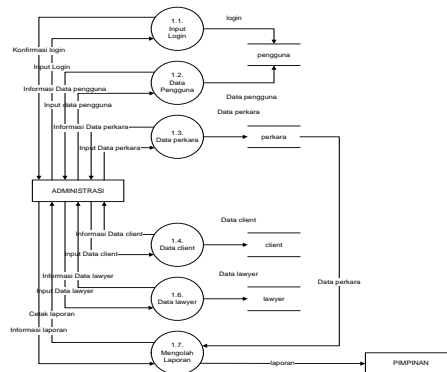 1.1.
Input
Login
login
Konfirmasi login
pengguna
Input Login
1.2.
Data
Pengguna
Informasi Data pengguna
Data pengguna
Input data pengguna
Data perkara
Informasi Data perkara
1.3.
Data perkara
perkara
Input Data perkara
ADMINISTRASI
Data client
Informasi Data client
1.4.
Data client
client
Input Data client
Data lawyer
Informasi Data lawyer
Data perkara
Input Data lawyer
1.6.
Data lawyer
lawyer
Cetak laporan
Informasi laporan
1.7.
Mengolah
Laporan
laporan
PIMPINAN